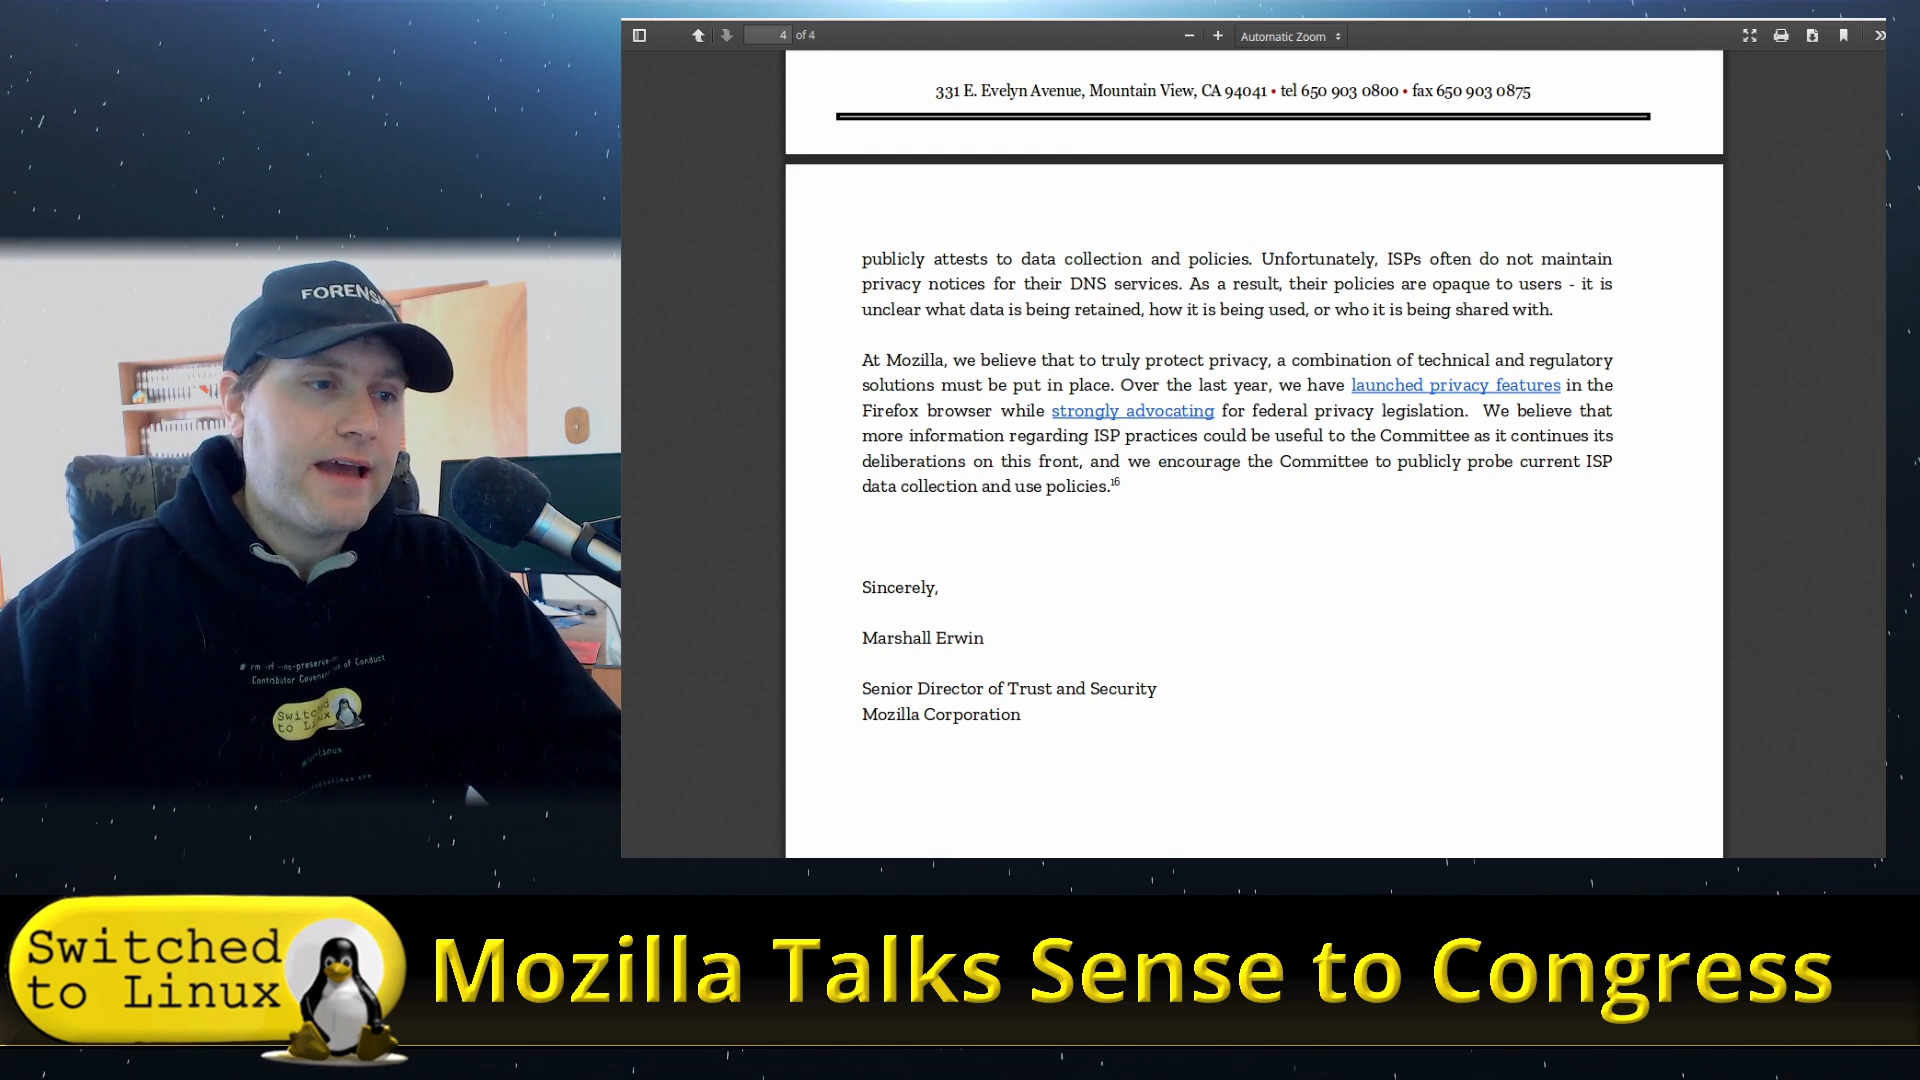 4 of 4
Automatic Zoom
331 E. Evelyn Avenue, Mountain View, CA 94041 • tel 650 903 0800 • fax 650 903 0875
publicly attests to data collection and policies. Unfortunately, ISPs often do not maintain
privacy notices for their DNS services. As a result, their policies are opaque to users - it is
unclear what data is being retained, how it is being used, or who it is being shared with.
At Mozilla, we believe that to truly protect privacy, a combination of technical and regulatory
solutions must be put in place. Over the last year, we have launched privacy features in the
Firefox browser while strongly advocating for federal privacy legislation. We believe that
more information regarding ISP practices could be useful to the Committee as it continues its
deliberations on this front, and we encourage the Committee to publicly probe current ISP
data collection and use policies.16
Sincerely,
Marshall Erwin
Senior Director of Trust and Security
Mozilla Corporation
# rm -rf of Conduct
Contributor
Switched
to Linux
Switched
to Linux
Mozilla Talks Sense to Congress